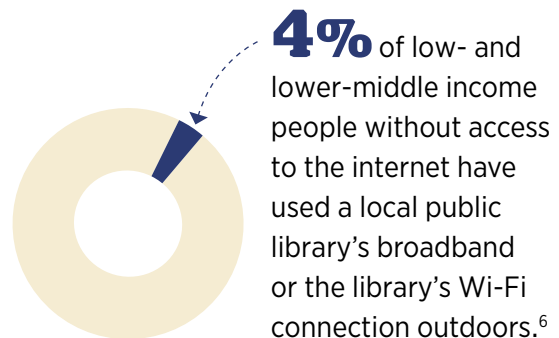 4% of low- and
lower-middle income
people without access
to the internet have
used a local public
library’s broadband
or the library’s Wi-Fi
connection outdoors.⁶